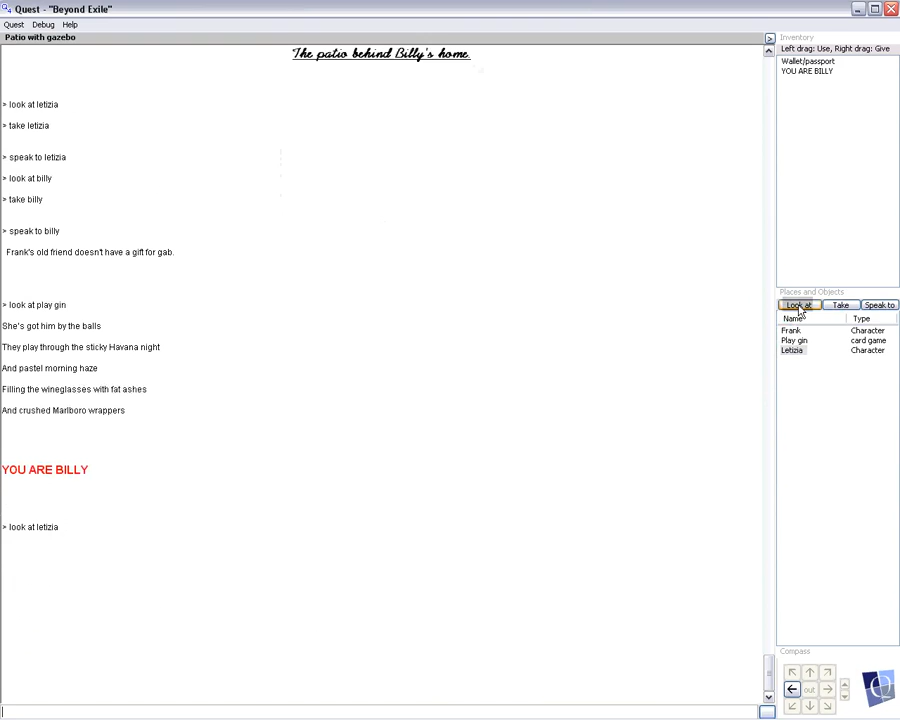 Quest - "Beyond Exile"
Quest Debug Help
Patio with gazebo
The patio behind Billy's home.
> look at letizia
> take letizia
> speak to letizia
> look at billy
> take billy
> speak to billy
Frank's old friend doesn't have a gift for gab.
> look at play gin
She's got him by the balls
They play through the sticky Havana night
And pastel morning haze
Filling the wineglasses with fat ashes
And crushed Marlboro wrappers
YOU ARE BILLY
> look at letizia
Inventory
Left drag: Use, Right drag: Give
Wallet/passport
YOU ARE BILLY
Places and Objects
Look at Take Speak to
Name Type
Frank Character
Play gin card game
Letizia Character
Compass
out